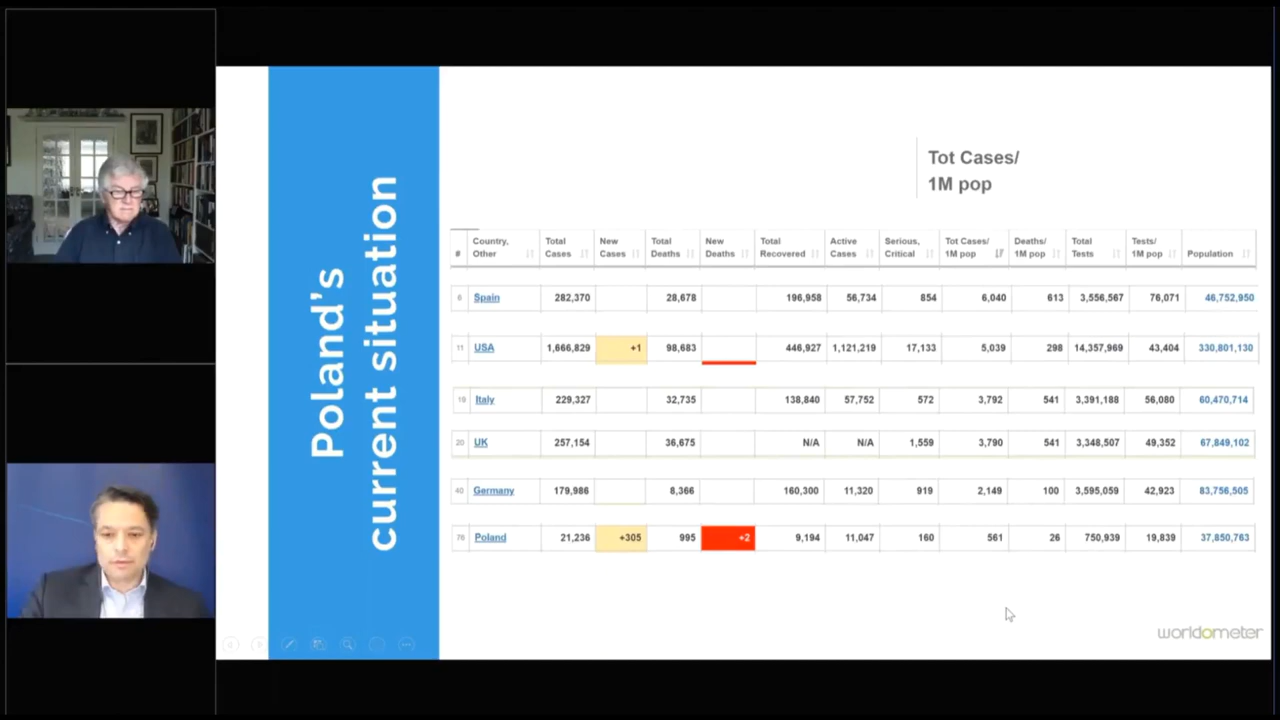 Poland's
current situation
Tot Cases/
1M pop
# Country, Other Total Cases New Cases Total Deaths New Deaths Total Recovered Active Cases Serious, Critical Tot Cases/ 1M pop Deaths/ 1M pop Total Tests Tests/ 1M pop Population
6 Spain 282,370 28,678 196,958 56,734 854 6,040 613 3,556,567 76,071 46,752,950
11 USA 1,666,829 +1 98,683 446,927 1,121,219 17,133 5,039 298 14,357,969 43,404 330,801,130
19 Italy 229,327 32,735 138,840 57,752 572 3,792 541 3,391,188 56,080 60,470,714
20 UK 257,154 36,675 N/A N/A 1,559 3,790 541 3,348,507 49,352 67,849,102
40 Germany 179,986 8,366 160,300 11,320 919 2,149 100 3,595,059 42,923 83,756,505
76 Poland 21,236 +305 995 +2 9,194 11,047 160 561 26 750,939 19,839 37,850,763
worldometer